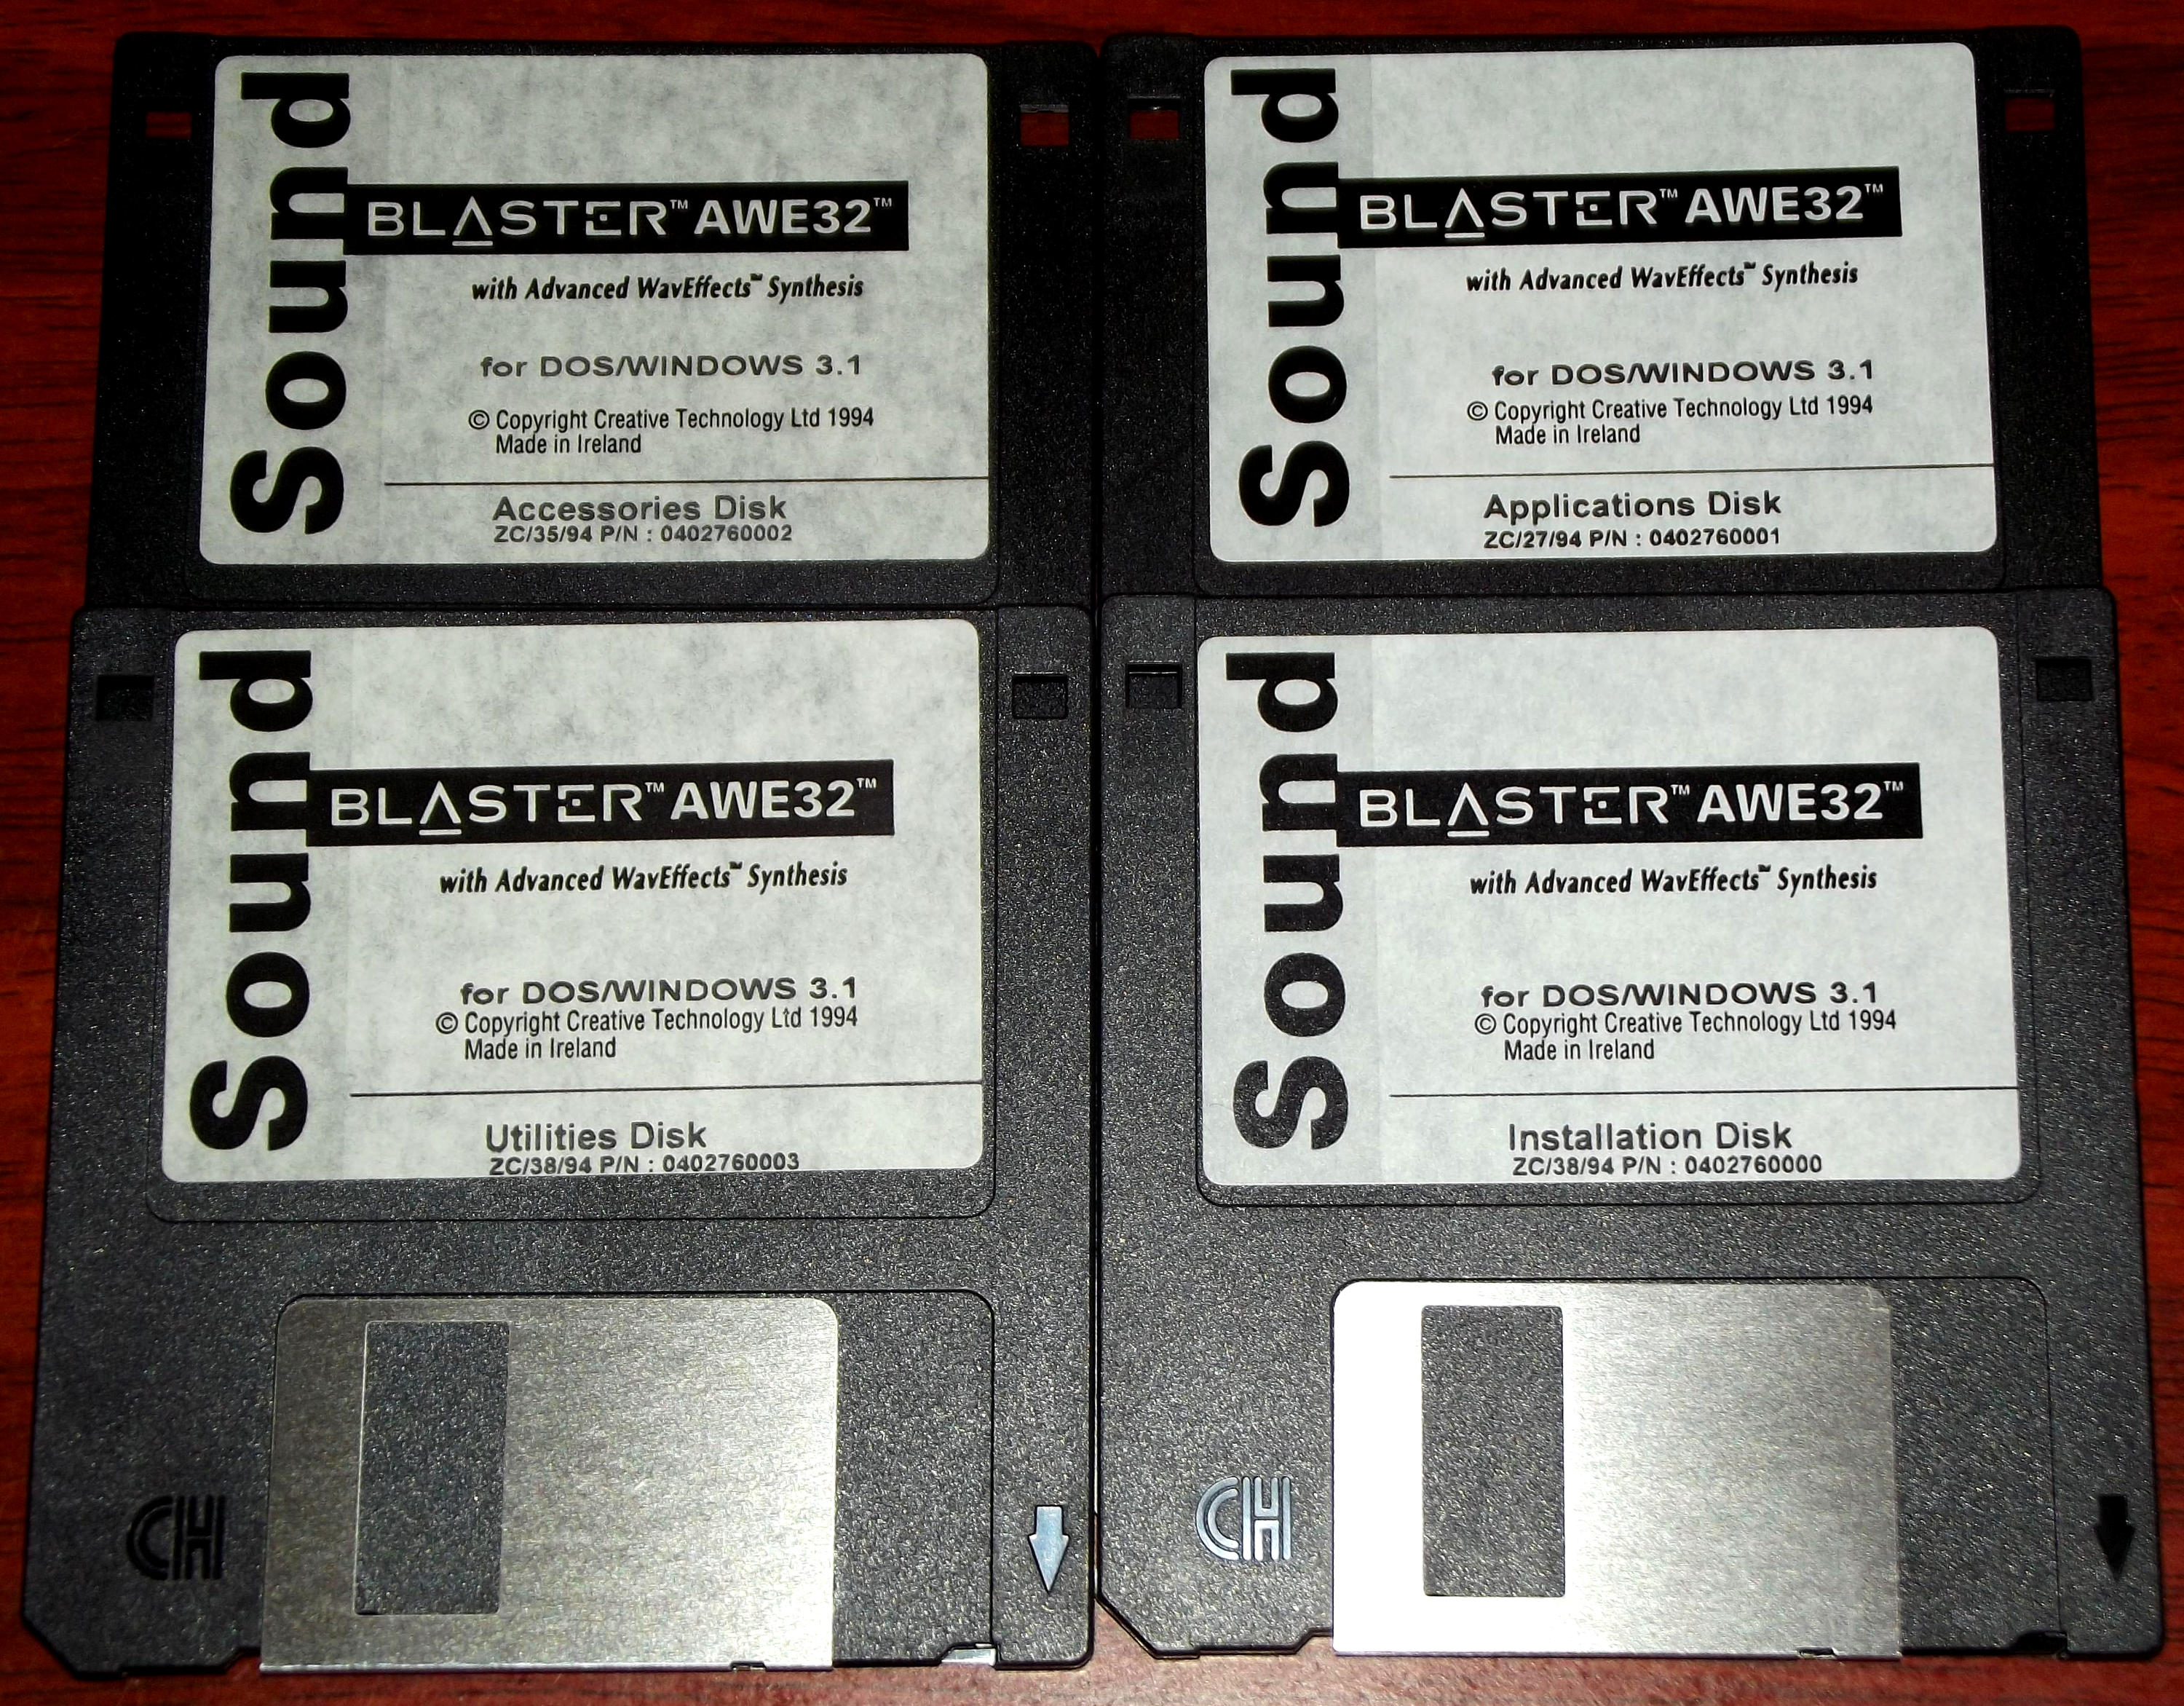 Sound
BLASTER™ AWE32™
with Advanced WavEffects™ Synthesis
for DOS/WINDOWS 3.1
© Copyright Creative Technology Ltd 1994
Made in Ireland
Accessories Disk
ZC/35/94 P/N : 0402760002
Sound
BLASTER™ AWE32™
with Advanced WavEffects™ Synthesis
for DOS/WINDOWS 3.1
© Copyright Creative Technology Ltd 1994
Made in Ireland
Applications Disk
ZC/27/94 P/N : 0402760001
Sound
BLASTER™ AWE32™
with Advanced WavEffects™ Synthesis
for DOS/WINDOWS 3.1
© Copyright Creative Technology Ltd 1994
Made in Ireland
Utilities Disk
ZC/38/94 P/N : 0402760003
CH
Sound
BLASTER™ AWE32™
with Advanced WavEffects™ Synthesis
for DOS/WINDOWS 3.1
© Copyright Creative Technology Ltd 1994
Made in Ireland
Installation Disk
ZC/38/94 P/N : 0402760000
CH